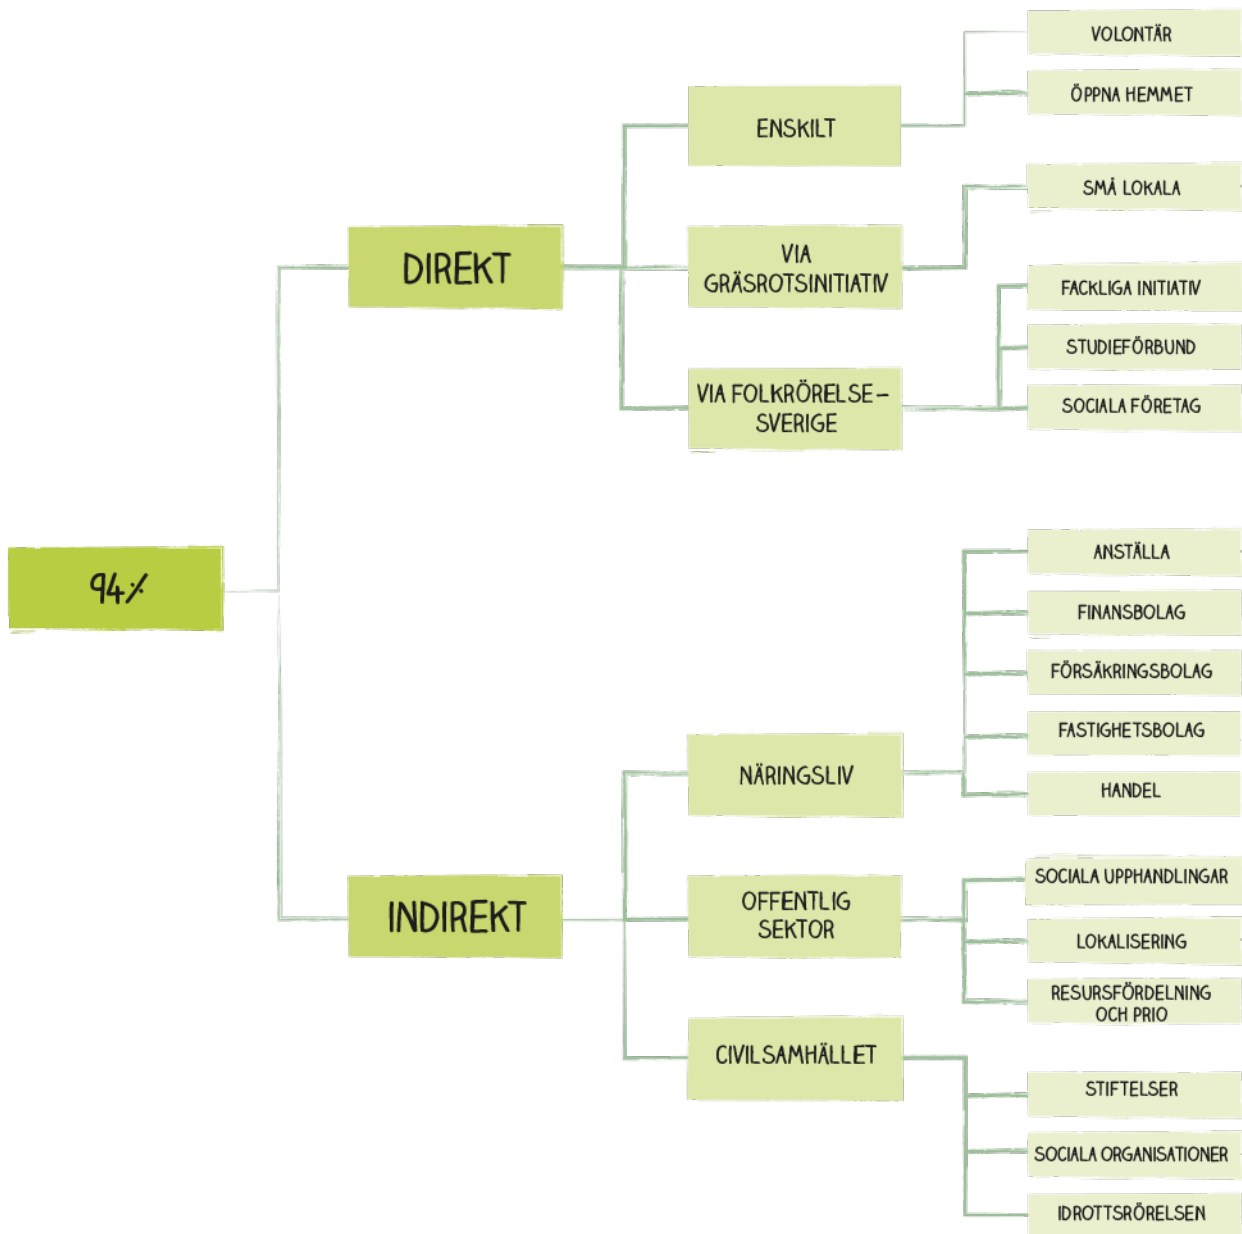 94%
DIREKT
ENSKILT
VOLONTÄR
ÖPPNA HEMMET
VIA
GRÄSROTSINITIATIV
SMÅ LOKALA
VIA FOLKRÖRELSE-
SVERIGE
FACKLIGA INITIATIV
STUDIEFÖRBUND
SOCIALA FÖRETAG
INDIREKT
NÄRINGSLIV
ANSTÄLLA
FINANSBOLAG
FÖRSÄKRINGSBOLAG
FASTIGHETSBOLAG
HANDEL
OFFENTLIG
SEKTOR
SOCIALA UPPHANDLINGAR
LOKALISERING
RESURSFÖRDELNING
OCH PRIO
CIVILSAMHÄLLET
STIFTELSER
SOCIALA ORGANISATIONER
IDROTTSRÖRELSEN